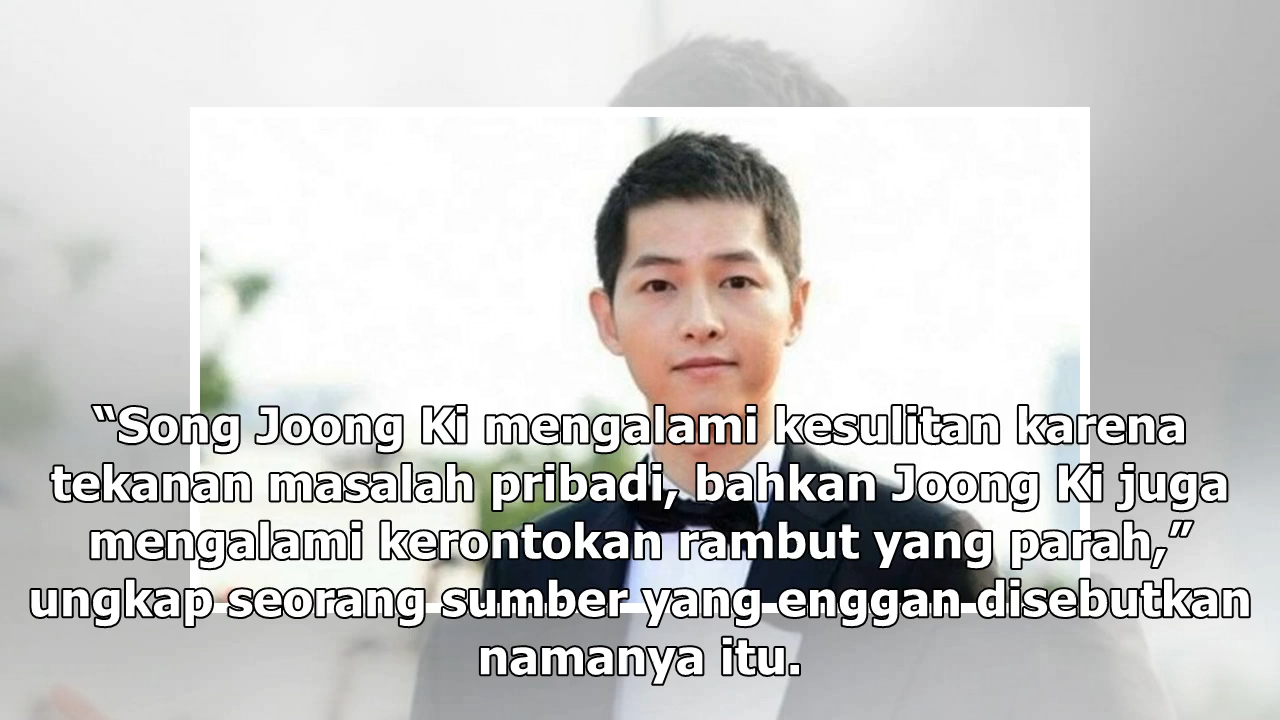 “Song Joong Ki mengalami kesulitan karena
tekanan masalah pribadi, bahkan Joong Ki juga
mengalami kerontokan rambut yang parah,”
ungkap seorang sumber yang enggan disebutkan
namanya itu.